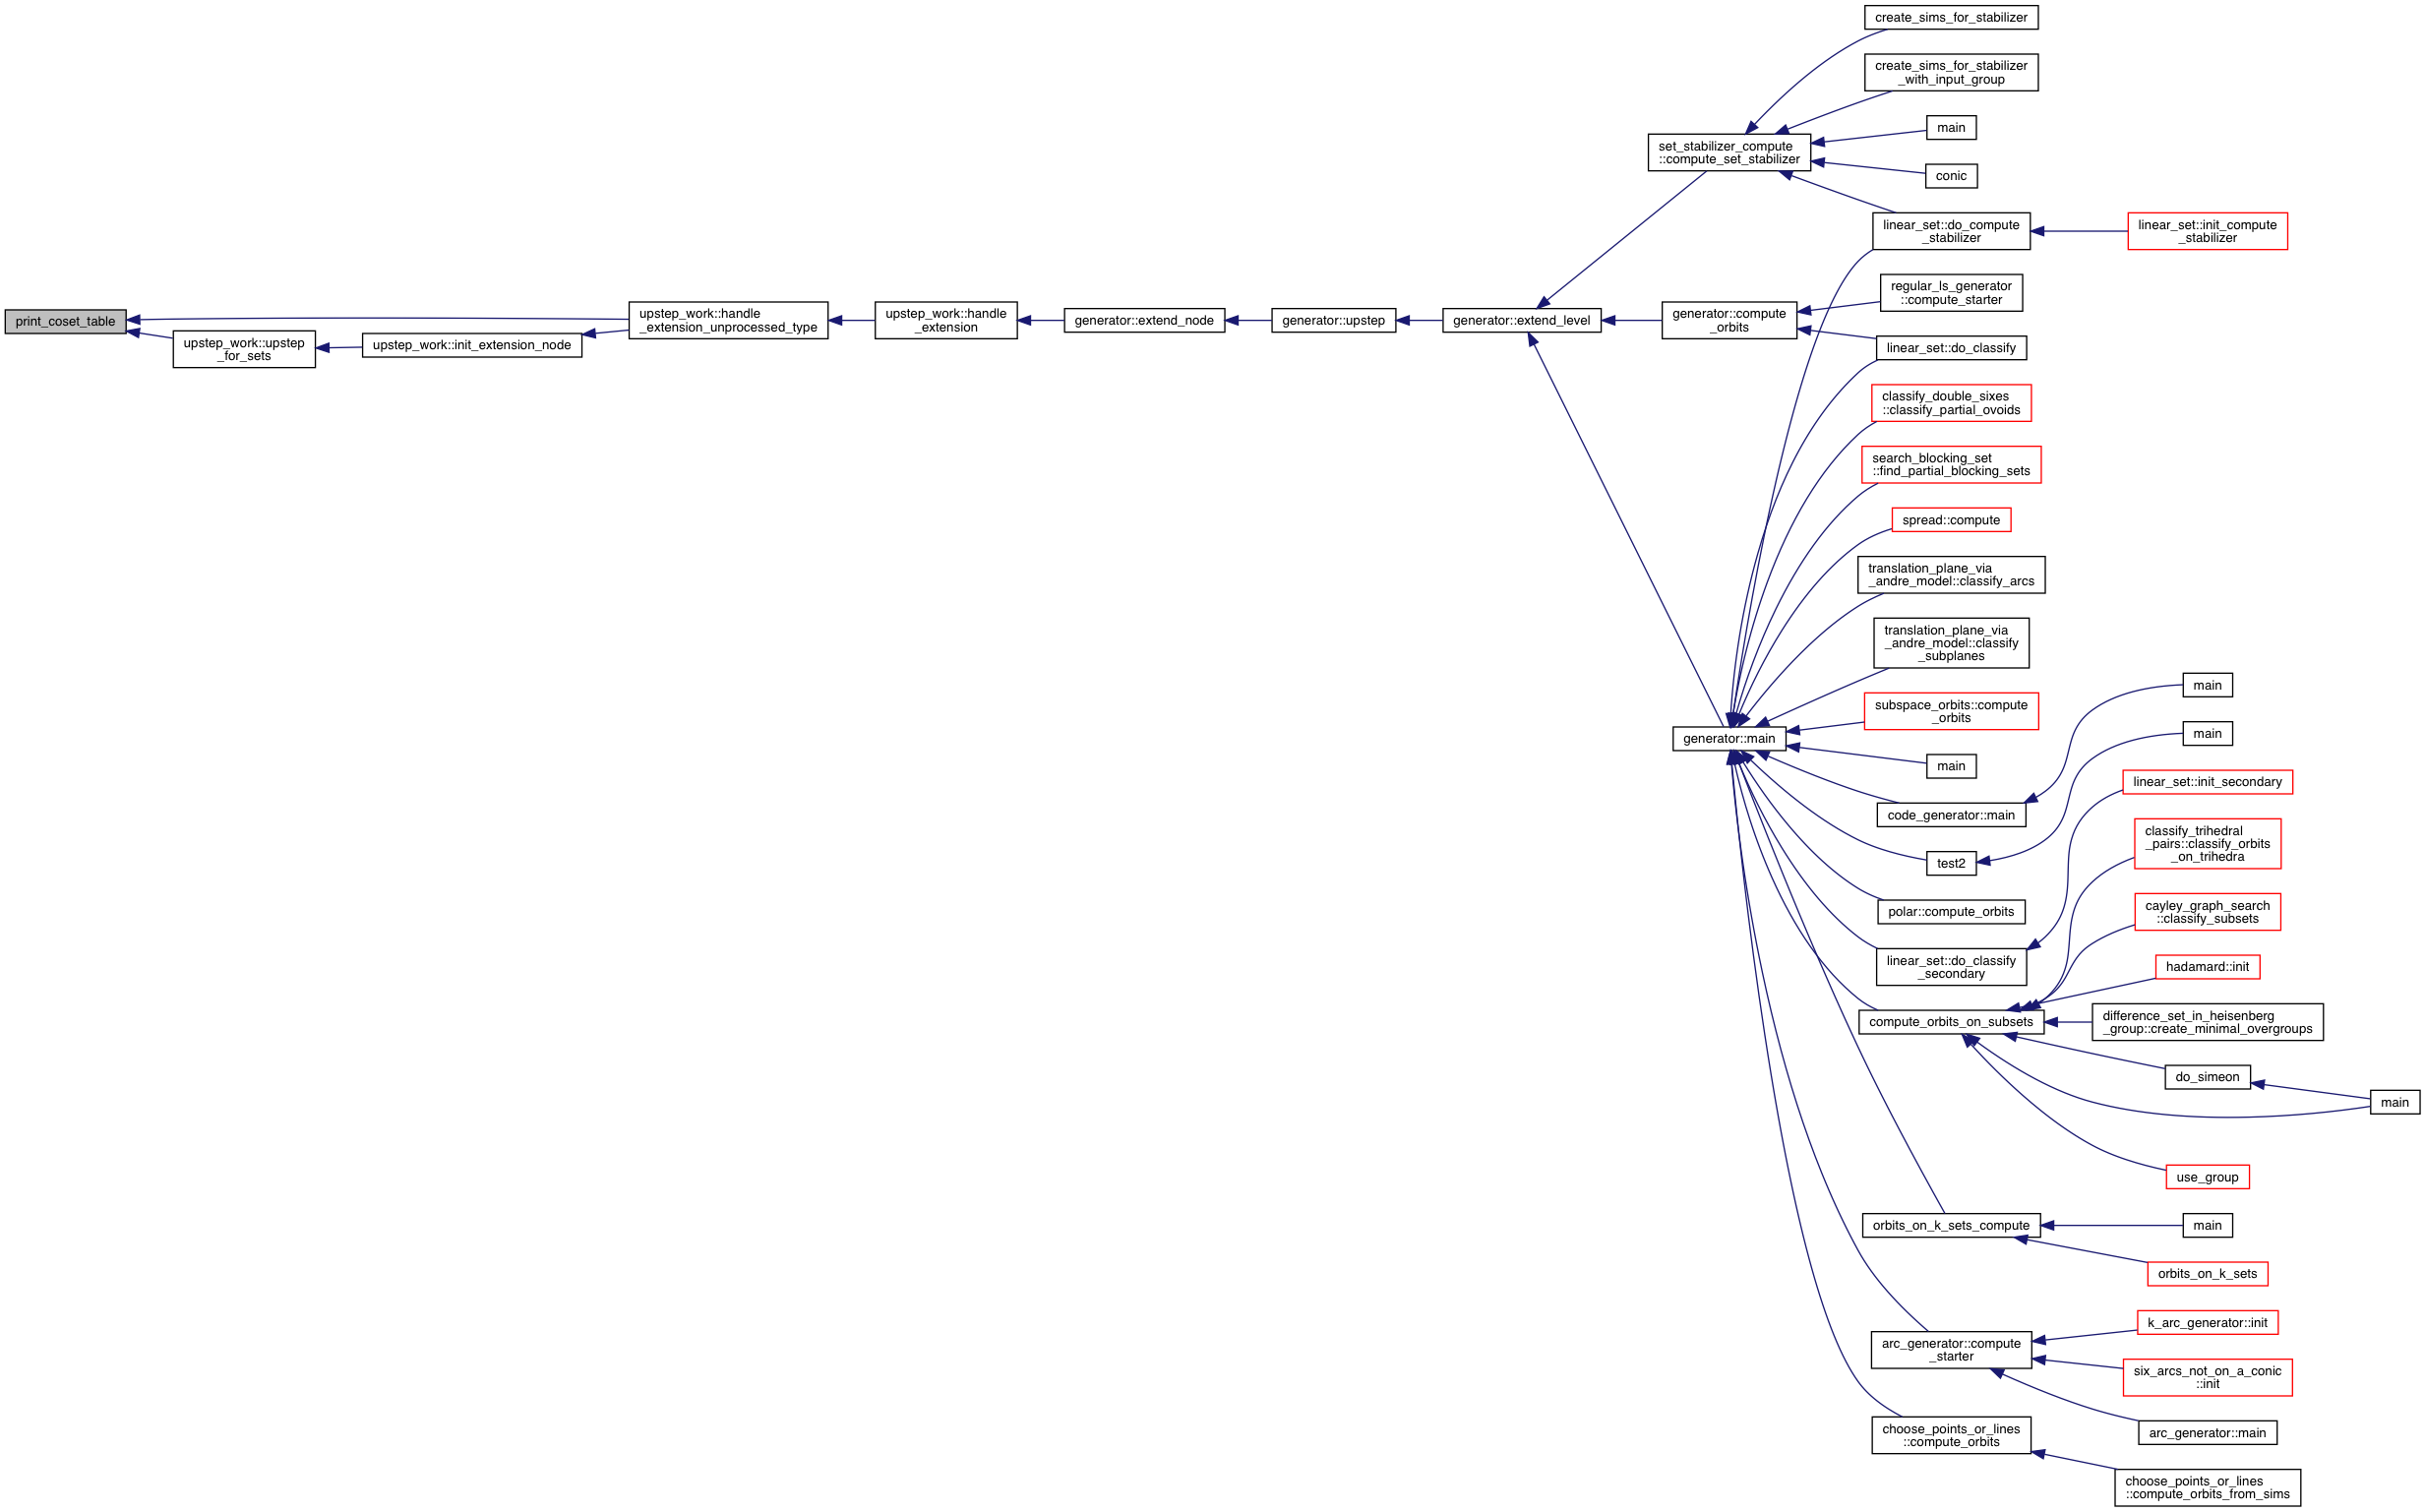 print_coset_table
upstep_work::upstep
_for_sets
upstep_work::init_extension_node
upstep_work::handle
_extension_unprocessed_type
upstep_work::handle
_extension
generator::extend_node
generator::upstep
generator::extend_level
set_stabilizer_compute
::compute_set_stabilizer
generator::compute
_orbits
generator::main
create_sims_for_stabilizer
create_sims_for_stabilizer
_with_input_group
main
conic
linear_set::do_compute
_stabilizer
linear_set::init_compute
_stabilizer
regular_ls_generator
::compute_starter
linear_set::do_classify
classify_double_sixes
::classify_partial_ovoids
search_blocking_set
::find_partial_blocking_sets
spread::compute
translation_plane_via
_andre_model::classify_arcs
translation_plane_via
_andre_model::classify
_subplanes
subspace_orbits::compute
_orbits
main
code_generator::main
test2
polar::compute_orbits
linear_set::do_classify
_secondary
compute_orbits_on_subsets
orbits_on_k_sets_compute
arc_generator::compute
_starter
choose_points_or_lines
::compute_orbits
main
main
linear_set::init_secondary
classify_trihedral
_pairs::classify_orbits
_on_trihedra
cayley_graph_search
::classify_subsets
hadamard::init
difference_set_in_heisenberg
_group::create_minimal_overgroups
do_simeon
main
use_group
main
orbits_on_k_sets
k_arc_generator::init
six_arcs_not_on_a_conic
::init
arc_generator::main
choose_points_or_lines
::compute_orbits_from_sims